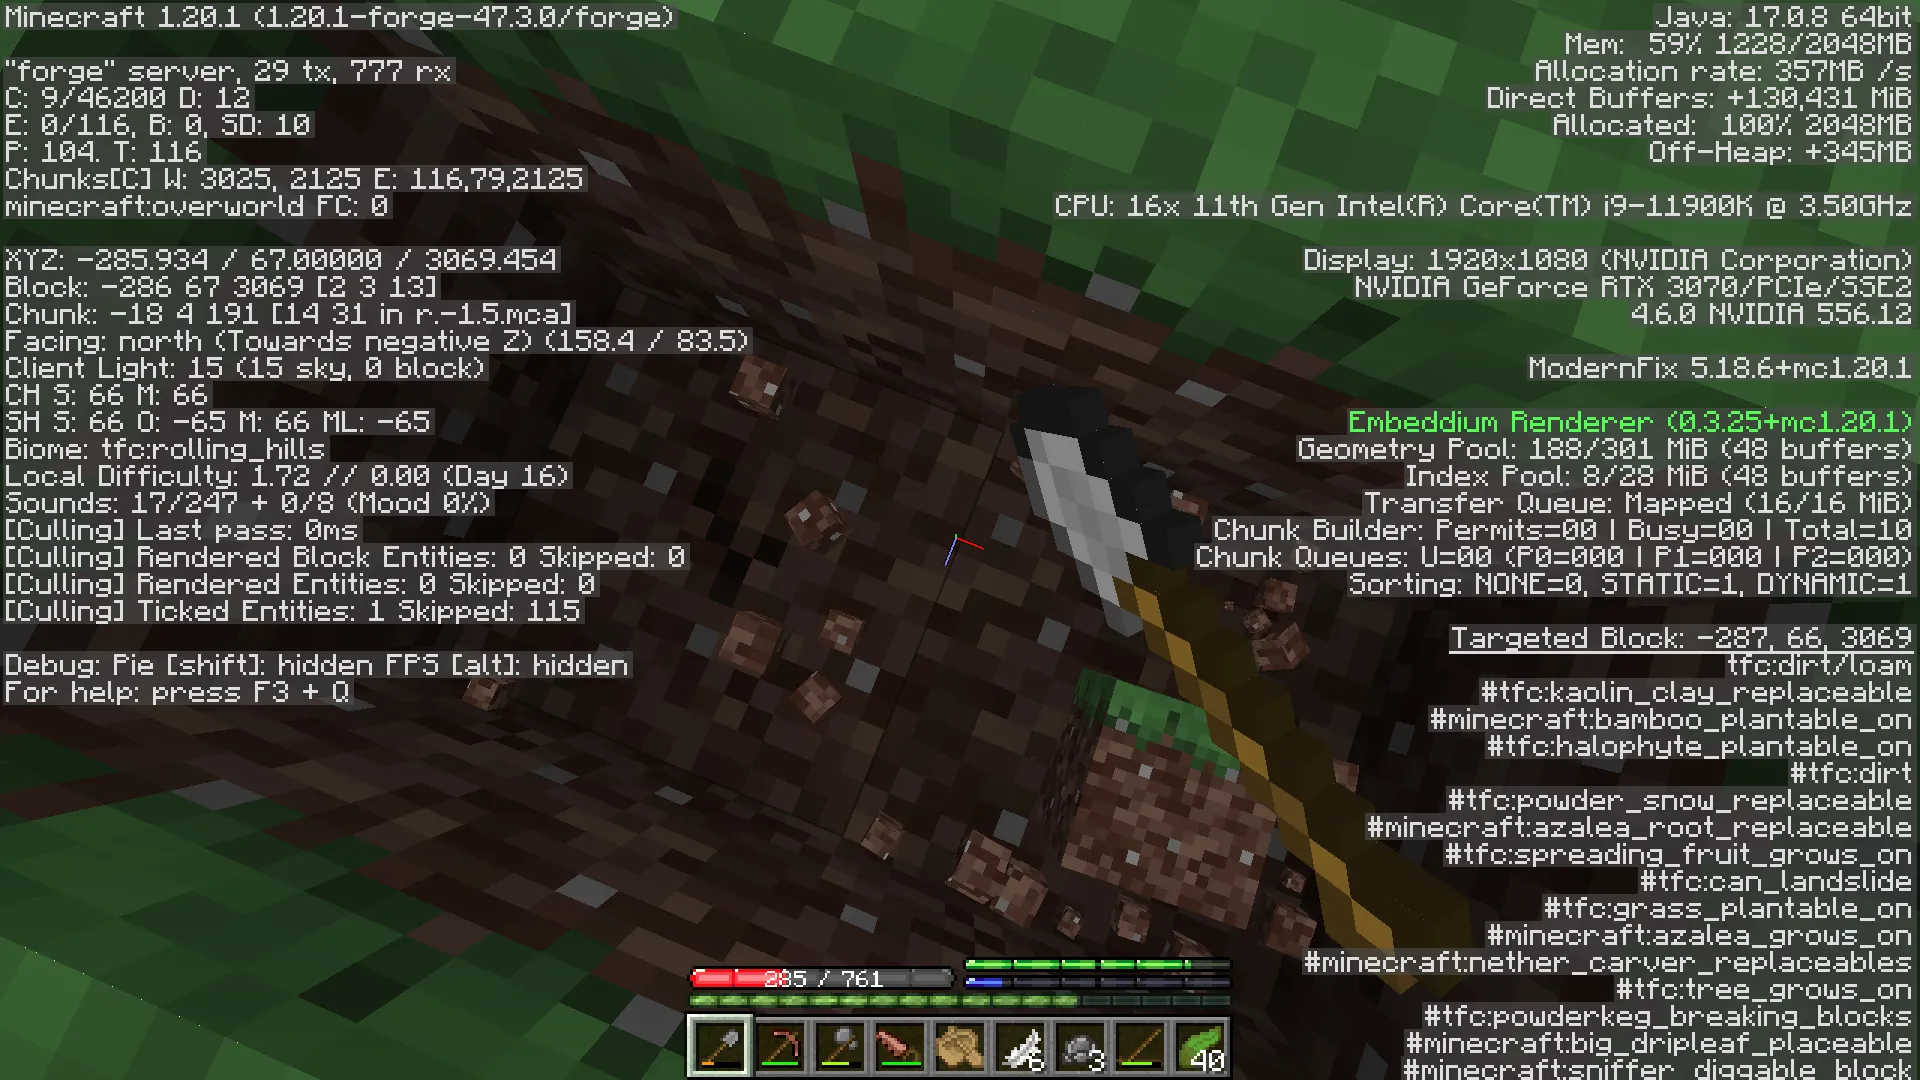 Minecraft 1.20.1 (1.20.1-forge-47.3.0/forge)
"forge" server, 29 tx, 777 rx
C: 9/46200 D: 12
E: 0/116, B: 0, SD: 10
P: 104. T: 116
Chunks[C] W: 3025, 2125 E: 116,79,2125
minecraft:overworld FC: 0
XYZ: -285.934 / 67.00000 / 3069.454
Block: -286 67 3069 [2 3 13]
Chunk: -18 4 191 [14 31 in r.-1.5.mca]
Facing: north (Towards negative Z) (158.4 / 83.5)
Client Light: 15 (15 sky, 0 block)
CH S: 66 M: 66
SH S: 66 O: -65 M: 66 ML: -65
Biome: tfc:rolling_hills
Local Difficulty: 1.72 // 0.00 (Day 16)
Sounds: 17/247 + 0/8 (Mood 0%)
[Culling] Last pass: 0ms
[Culling] Rendered Block Entities: 0 Skipped: 0
[Culling] Rendered Entities: 0 Skipped: 0
[Culling] Ticked Entities: 1 Skipped: 115
Debug: Pie [shift]: hidden FPS [alt]: hidden
For help: press F3 + Q
Java: 17.0.8 64bit
Mem: 59% 1228/2048MB
Allocation rate: 357MB /s
Direct Buffers: +130,431 MiB
Allocated: 100% 2048MB
Off-Heap: +345MB
CPU: 16x 11th Gen Intel(R) Core(TM) i9-11900K @ 3.50GHz
Display: 1920x1080 (NVIDIA Corporation)
NVIDIA GeForce RTX 3070/PCIe/SSE2
4.6.0 NVIDIA 556.12
ModernFix 5.18.6+mc1.20.1
Embeddium Renderer (0.3.25+mc1.20.1)
Geometry Pool: 188/301 MiB (48 buffers)
Index Pool: 8/28 MiB (48 buffers)
Transfer Queue: Mapped (16/16 MiB)
Chunk Builder: Permits=00 | Busy=00 | Total=10
Chunk Queues: U=00 (P0=000 | P1=000 | P2=000)
Sorting: NONE=0, STATIC=1, DYNAMIC=1
Targeted Block: -287, 66, 3069
tfc:dirt/loam
#tfc:kaolin_clay_replaceable
#minecraft:bamboo_plantable_on
#tfc:halophyte_plantable_on
#tfc:dirt
#tfc:powder_snow_replaceable
#minecraft:azalea_root_replaceable
#tfc:spreading_fruit_grows_on
#tfc:can_landslide
#tfc:grass_plantable_on
#minecraft:azalea_grows_on
#minecraft:nether_carver_replaceables
#tfc:tree_grows_on
#tfc:powderkeg_breaking_blocks
#minecraft:big_dripleaf_placeable
#minecraft:sniffer_diggable_block
285 / 761
6
3
40